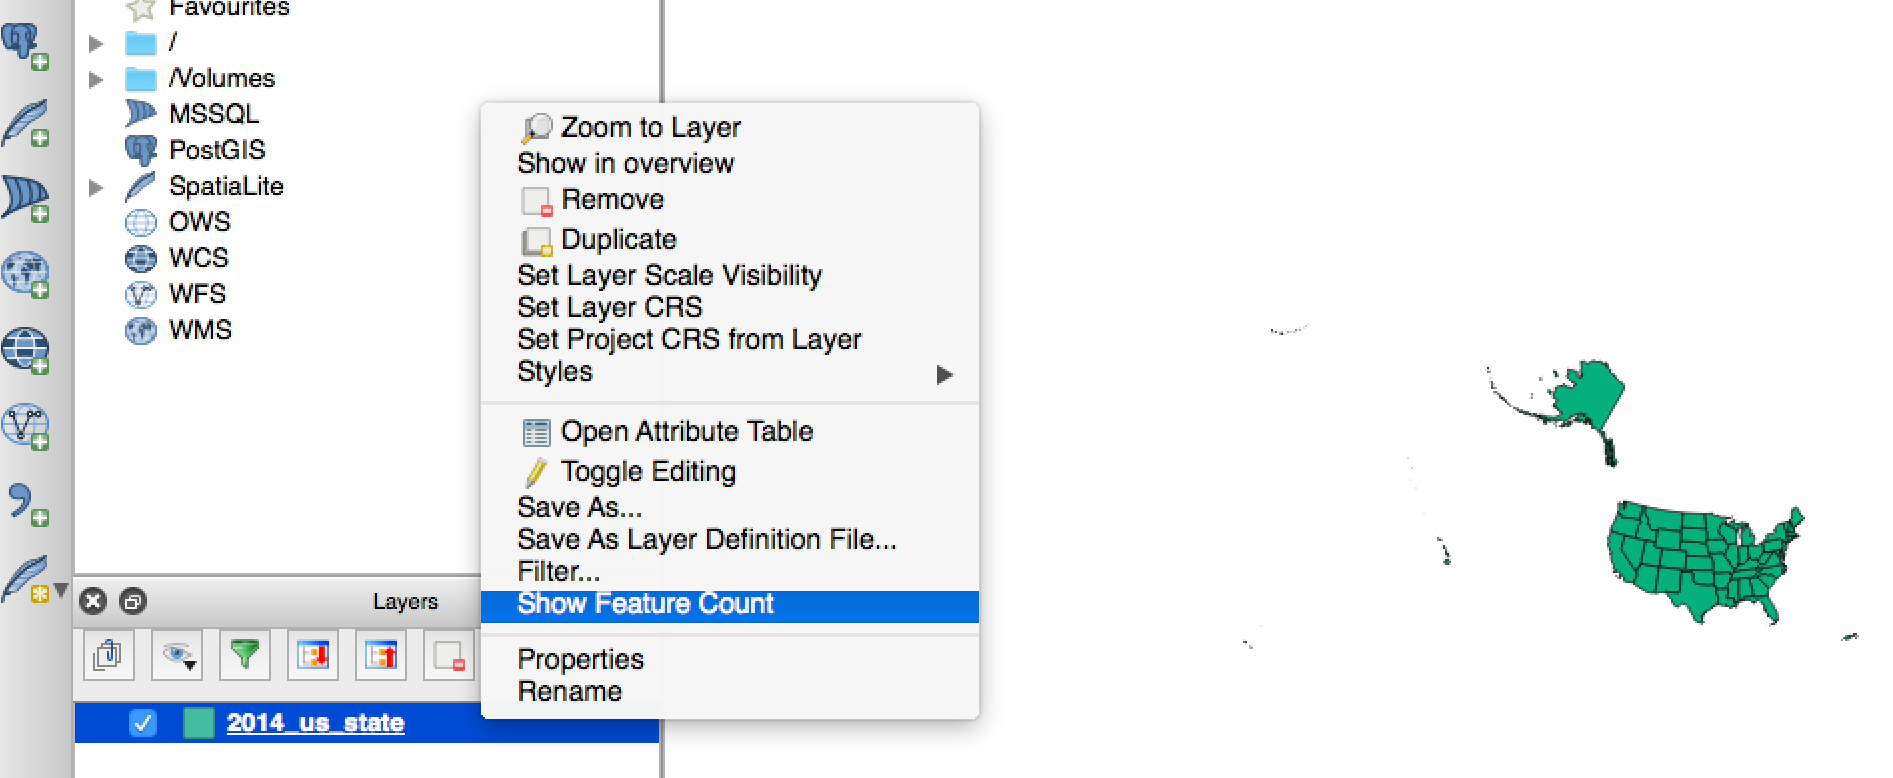 Favourites
/
/Volumes
MSSQL
PostGIS
SpatiaLite
OWS
WCS
WFS
WMS
Zoom to Layer
Show in overview
Remove
Duplicate
Set Layer Scale Visibility
Set Layer CRS
Set Project CRS from Layer
Styles
Open Attribute Table
Toggle Editing
Save As...
Save As Layer Definition File...
Filter...
Show Feature Count
Properties
Rename
Layers
2014_us_state